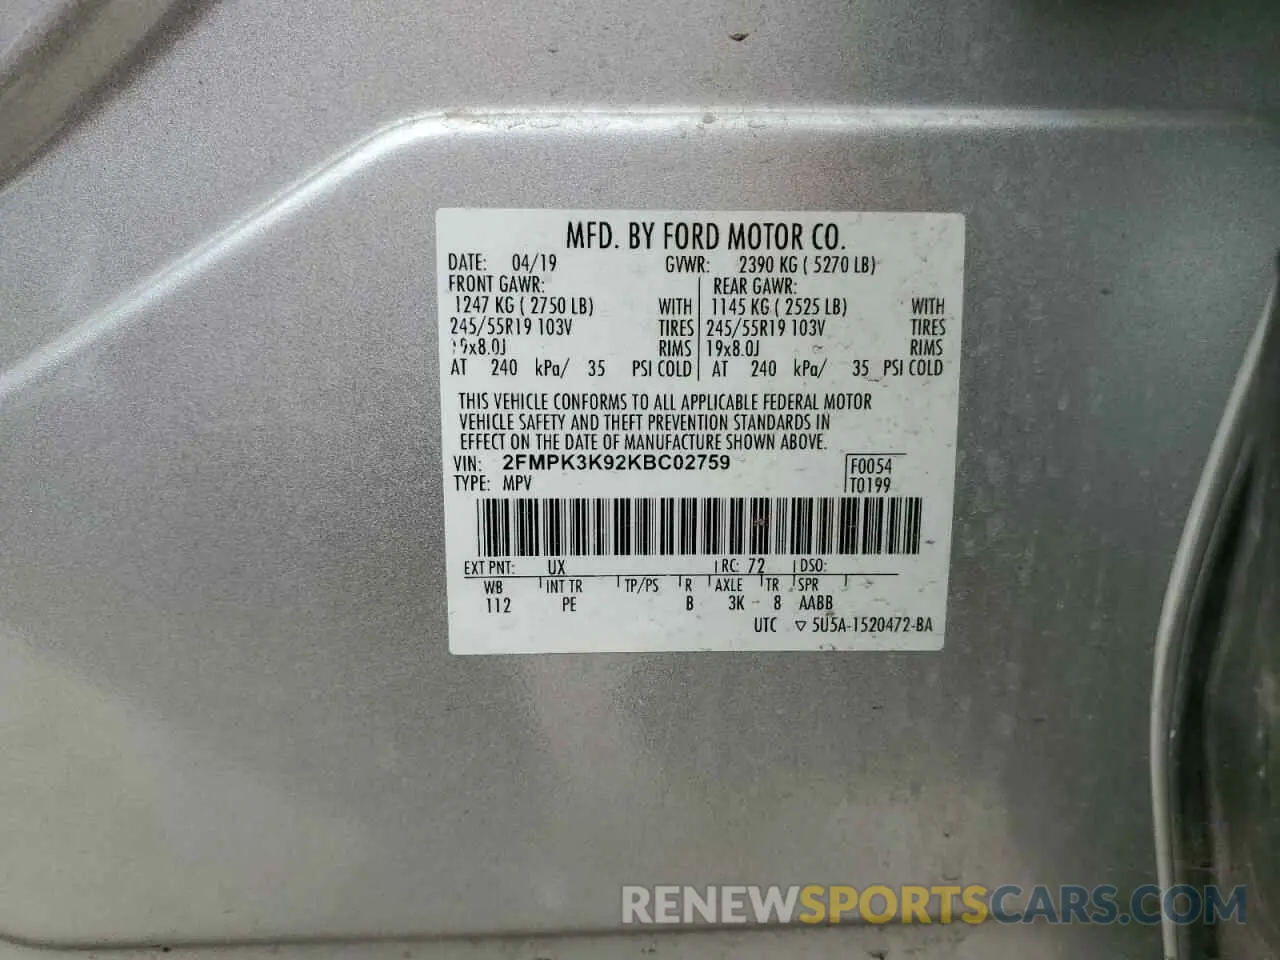 MFD. BY FORD MOTOR CO.
DATE: 04/19 GVWR: 2390 KG ( 5270 LB)
FRONT GAWR: REAR GAWR:
1247 KG ( 2750 LB) WITH 1145 KG ( 2525 LB) WITH
245/55R19 103V TIRES 245/55R19 103V TIRES
19x8.0J RIMS 19x8.0J RIMS
AT 240 kPa/ 35 PSI COLD AT 240 kPa/ 35 PSI COLD
THIS VEHICLE CONFORMS TO ALL APPLICABLE FEDERAL MOTOR
VEHICLE SAFETY AND THEFT PREVENTION STANDARDS IN
EFFECT ON THE DATE OF MANUFACTURE SHOWN ABOVE.
VIN: 2FMPK3K92KBC02759 F0054
TYPE: MPV T0199
EXT PNT: UX RC: 72 DSO:
WB INT TR TP/PS R AXLE TR SPR
112 PE B 3K 8 AABB
UTC ▽ 5U5A-1520472-BA
RENEWSPORTSCARS.COM